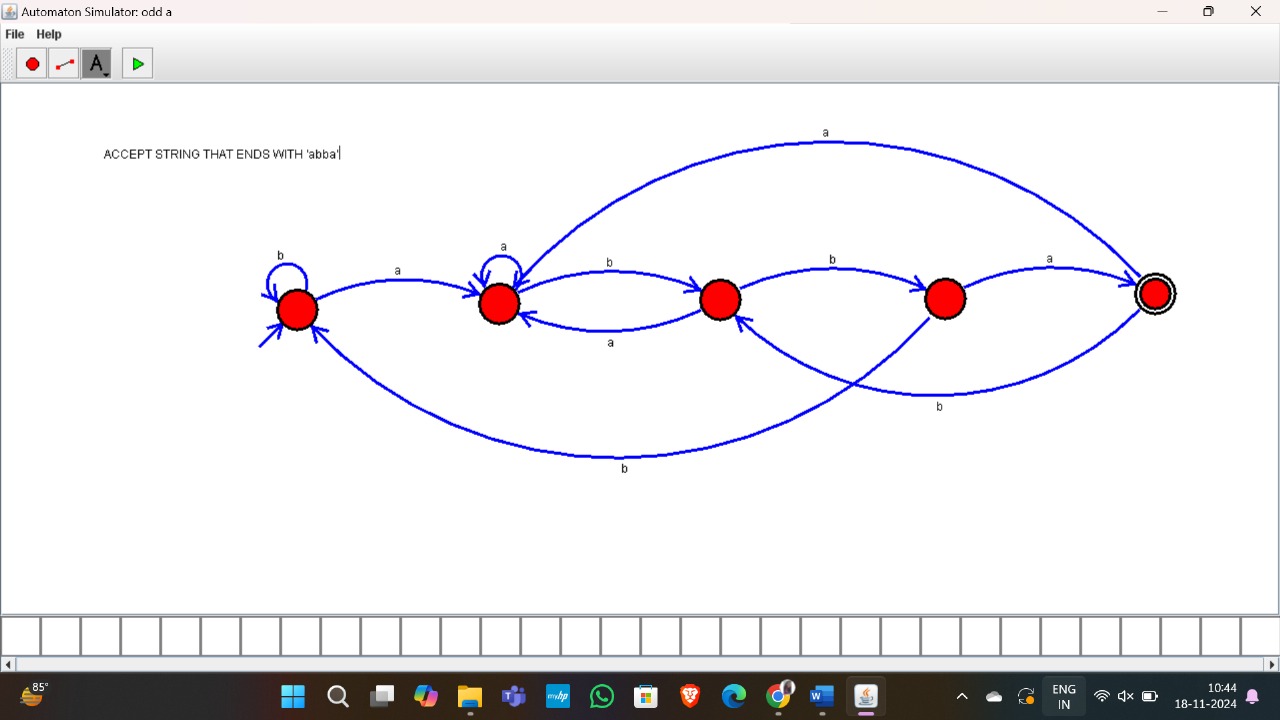 Automaton Simulator: odd a
File Help
A
a
ACCEPT STRING THAT ENDS WITH 'abba'
b
a
a
b
b
a
a
b
b
85°
myhp
W
ENG
IN
10:44
18-11-2024